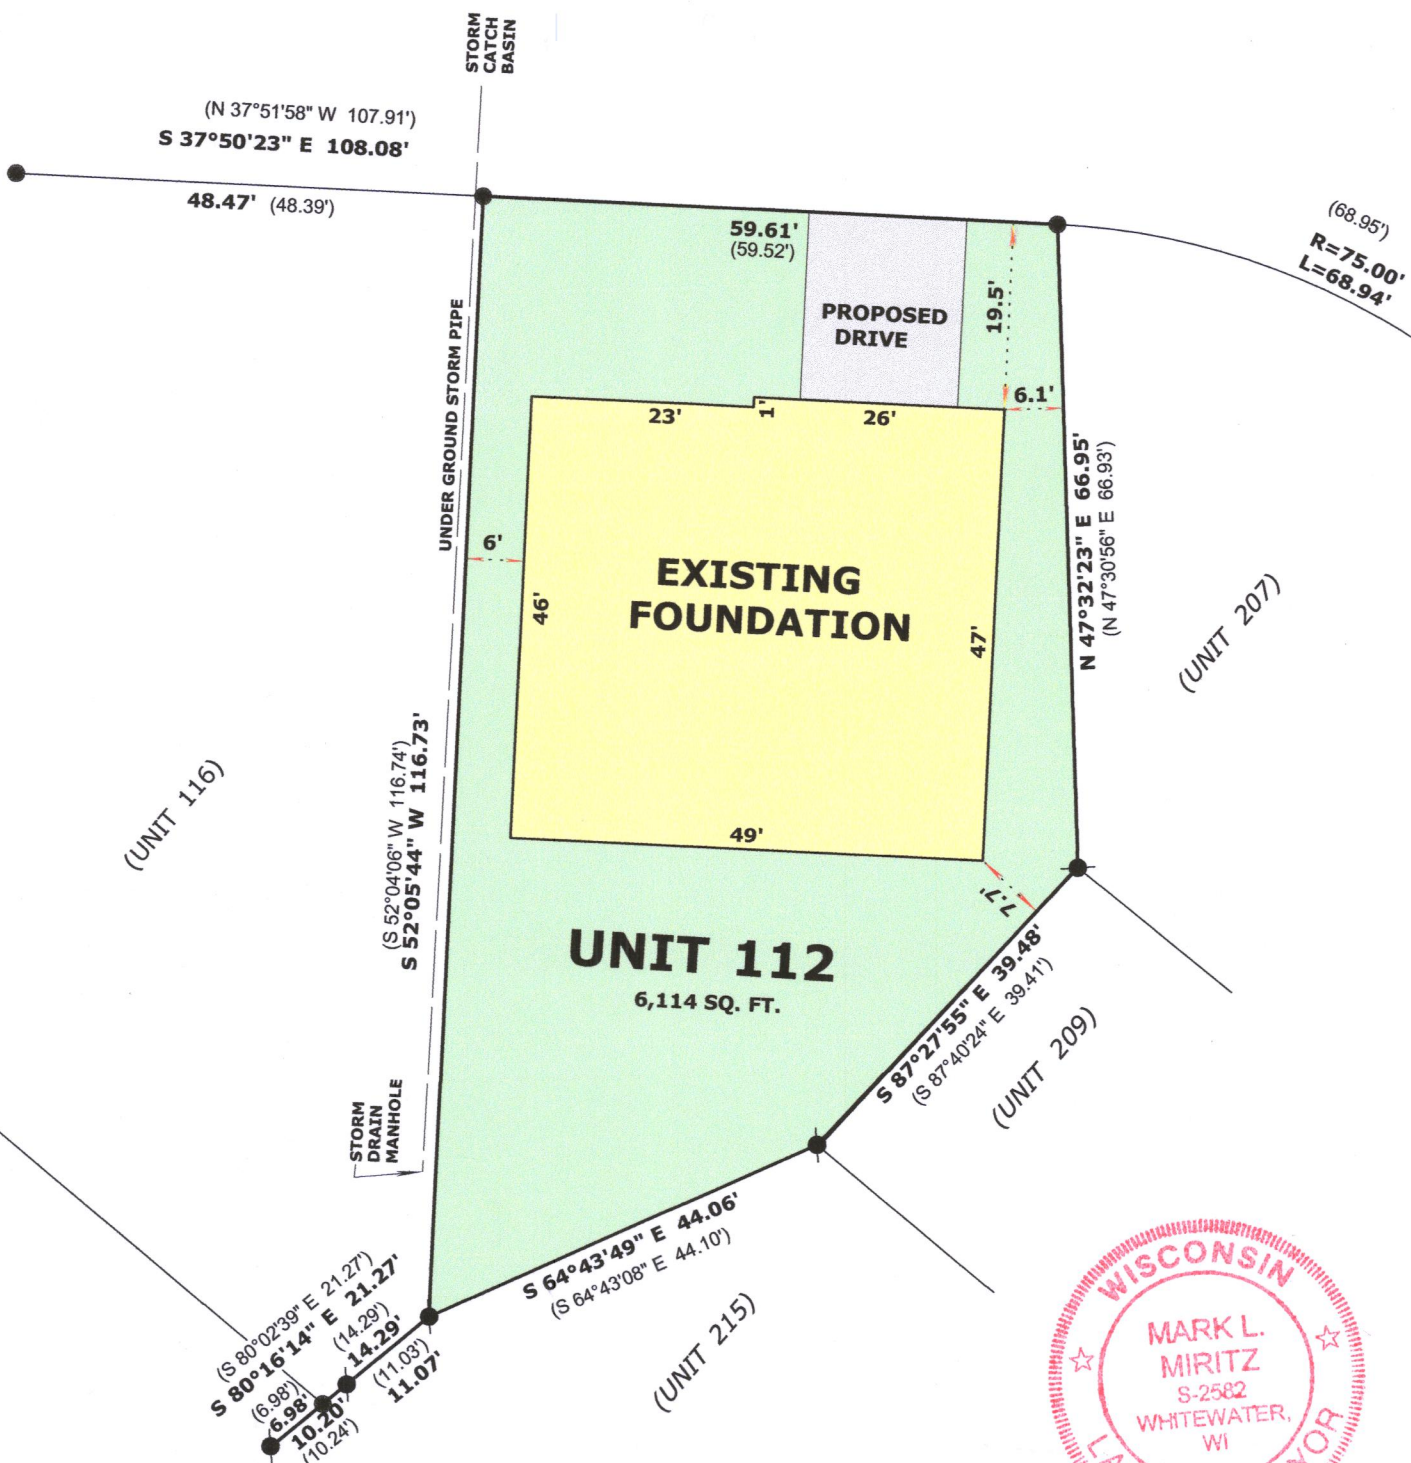 STORM
CATCH
BASIN
(N 37°51'58" W 107.91')
S 37°50'23" E 108.08'
48.47' (48.39')
59.61'
(59.52')
(68.95')
R=75.00'
L=68.94'
PROPOSED
DRIVE
19.5'
6.1'
23'
1'
26'
UNDER GROUND STORM PIPE
6'
46'
EXISTING
FOUNDATION
47'
N 47°32'23" E 66.95'
(N 47°30'56" E 66.93')
(UNIT 207)
(UNIT 116)
(S 52°04'06" W 116.74')
S 52°05'44" W 116.73'
49'
7.7'
UNIT 112
6,114 SQ. FT.
S 87°27'55" E 39.48'
(S 87°40'24" E 39.41')
(UNIT 209)
STORM
DRAIN
MANHOLE
S 64°43'49" E 44.06'
(S 64°43'08" E 44.10')
(UNIT 215)
(S 80°02'39" E 21.27')
S 80°16'14" E 21.27'
(14.29')
14.29'
(11.03')
11.07'
(6.98')
6.98'
10.20'
(10.24')
WISCONSIN
MARK L.
MIRITZ
S-2582
WHITEWATER,
WI